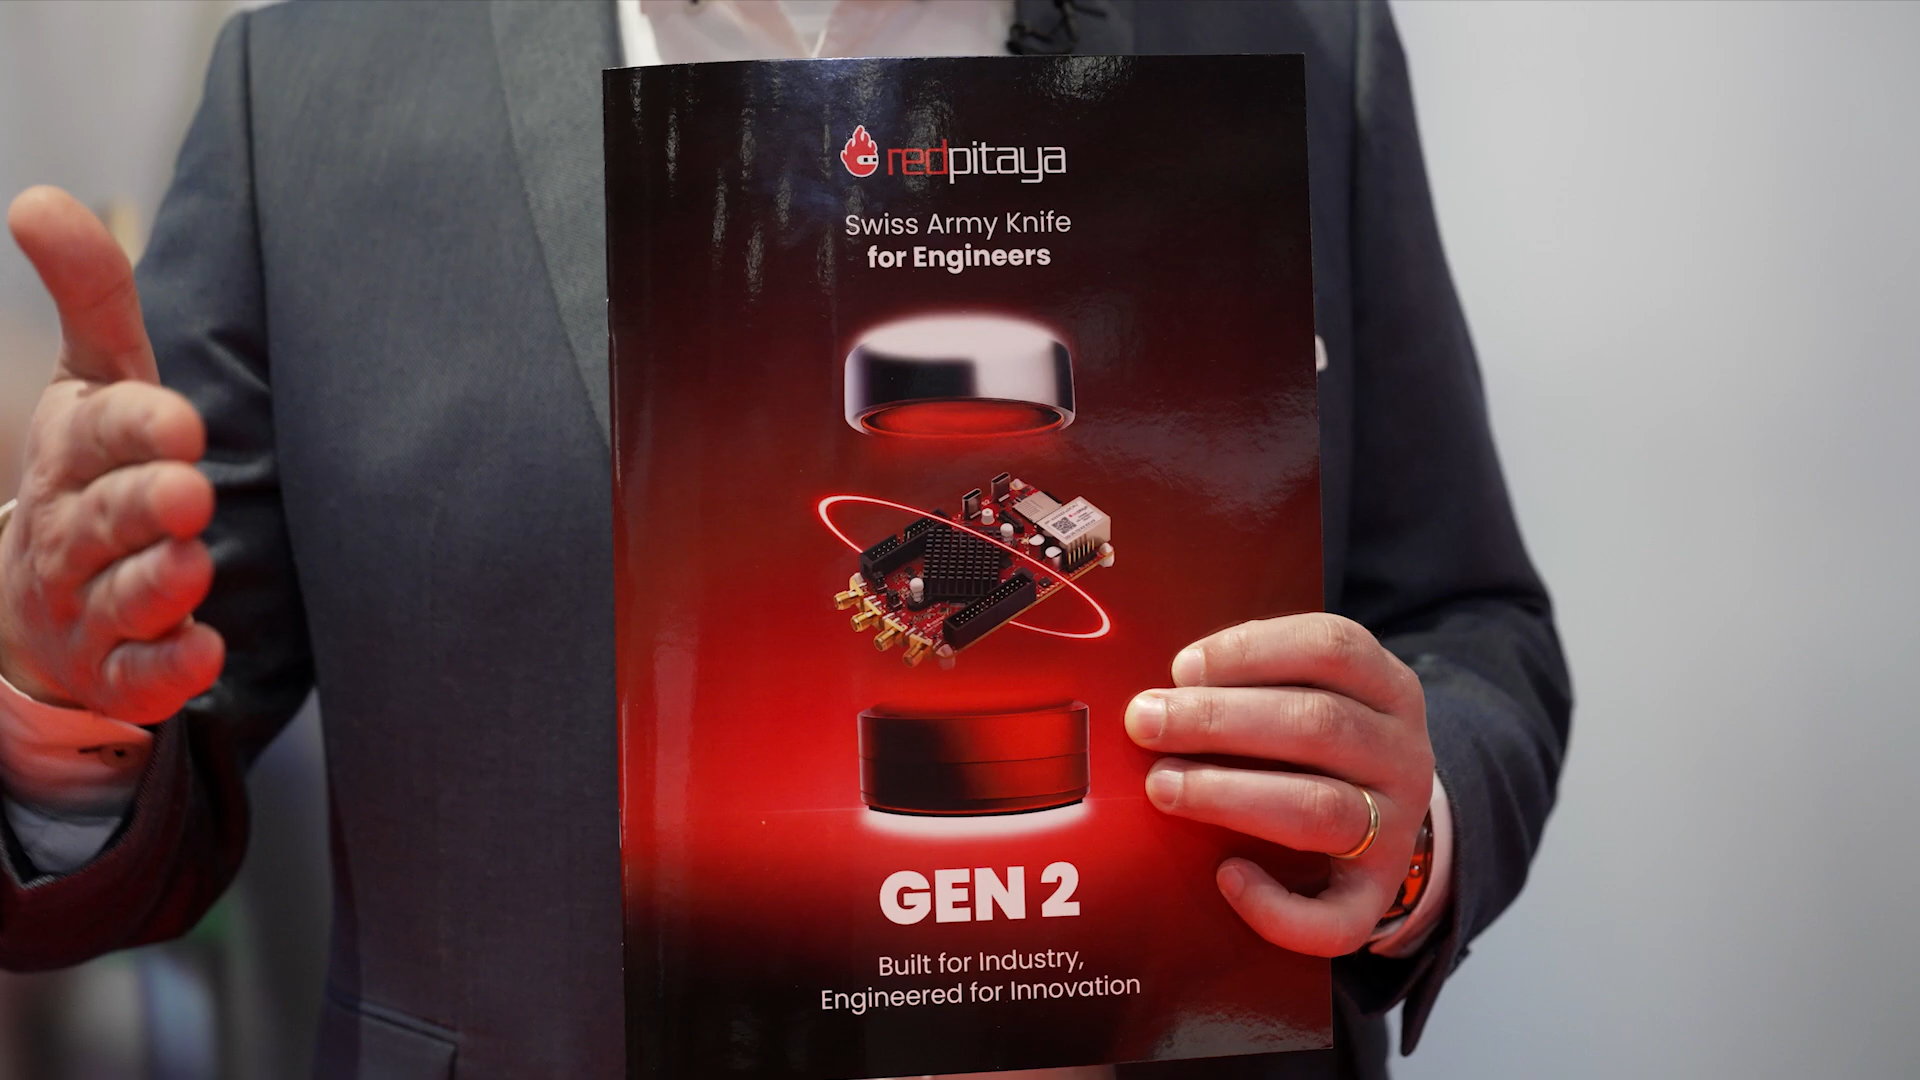 redpitaya
Swiss Army Knife
for Engineers
GEN 2
Built for Industry,
Engineered for Innovation